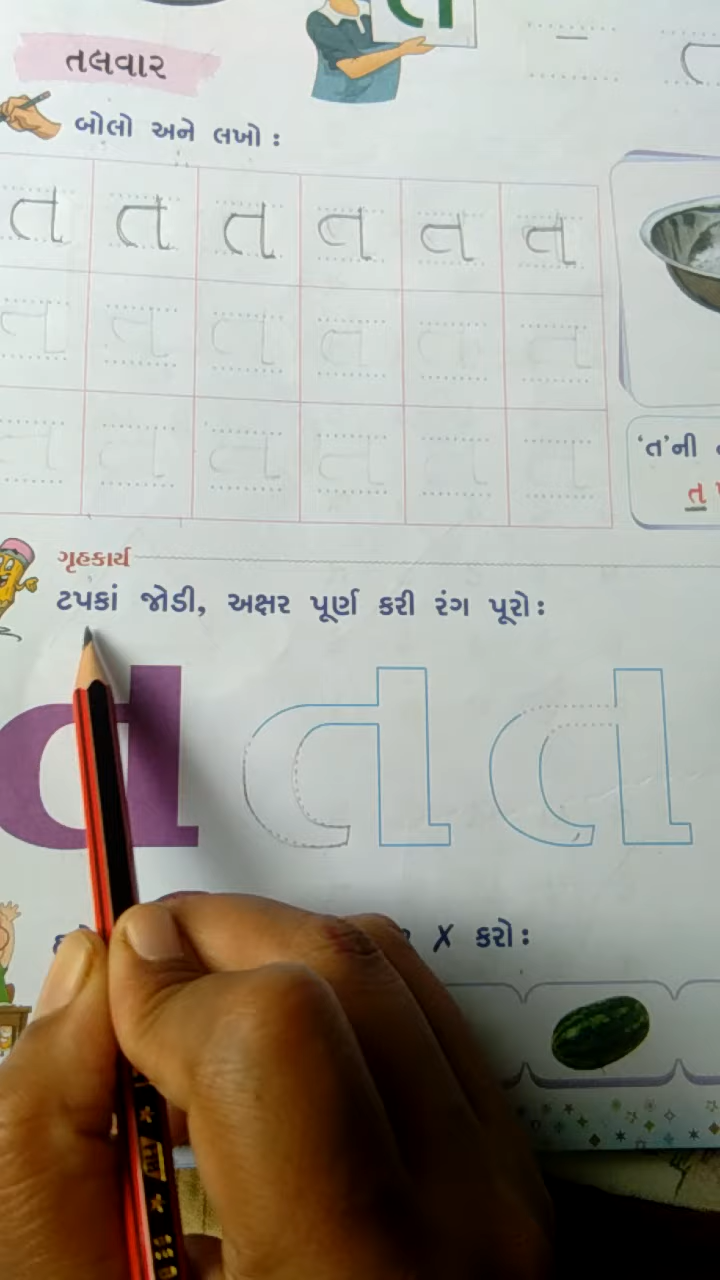 ત
તલવાર
બોલો અને લખો :
ત ત ત ત ત ત
ત ત ત ત ત ત
ત ત ત ત ત ત
'ત'ની
ત
ગૃહકાર્ય
ટપકાં જોડી, અક્ષર પૂર્ણ કરી રંગ પૂરો :
ત ત ત
X કરો :